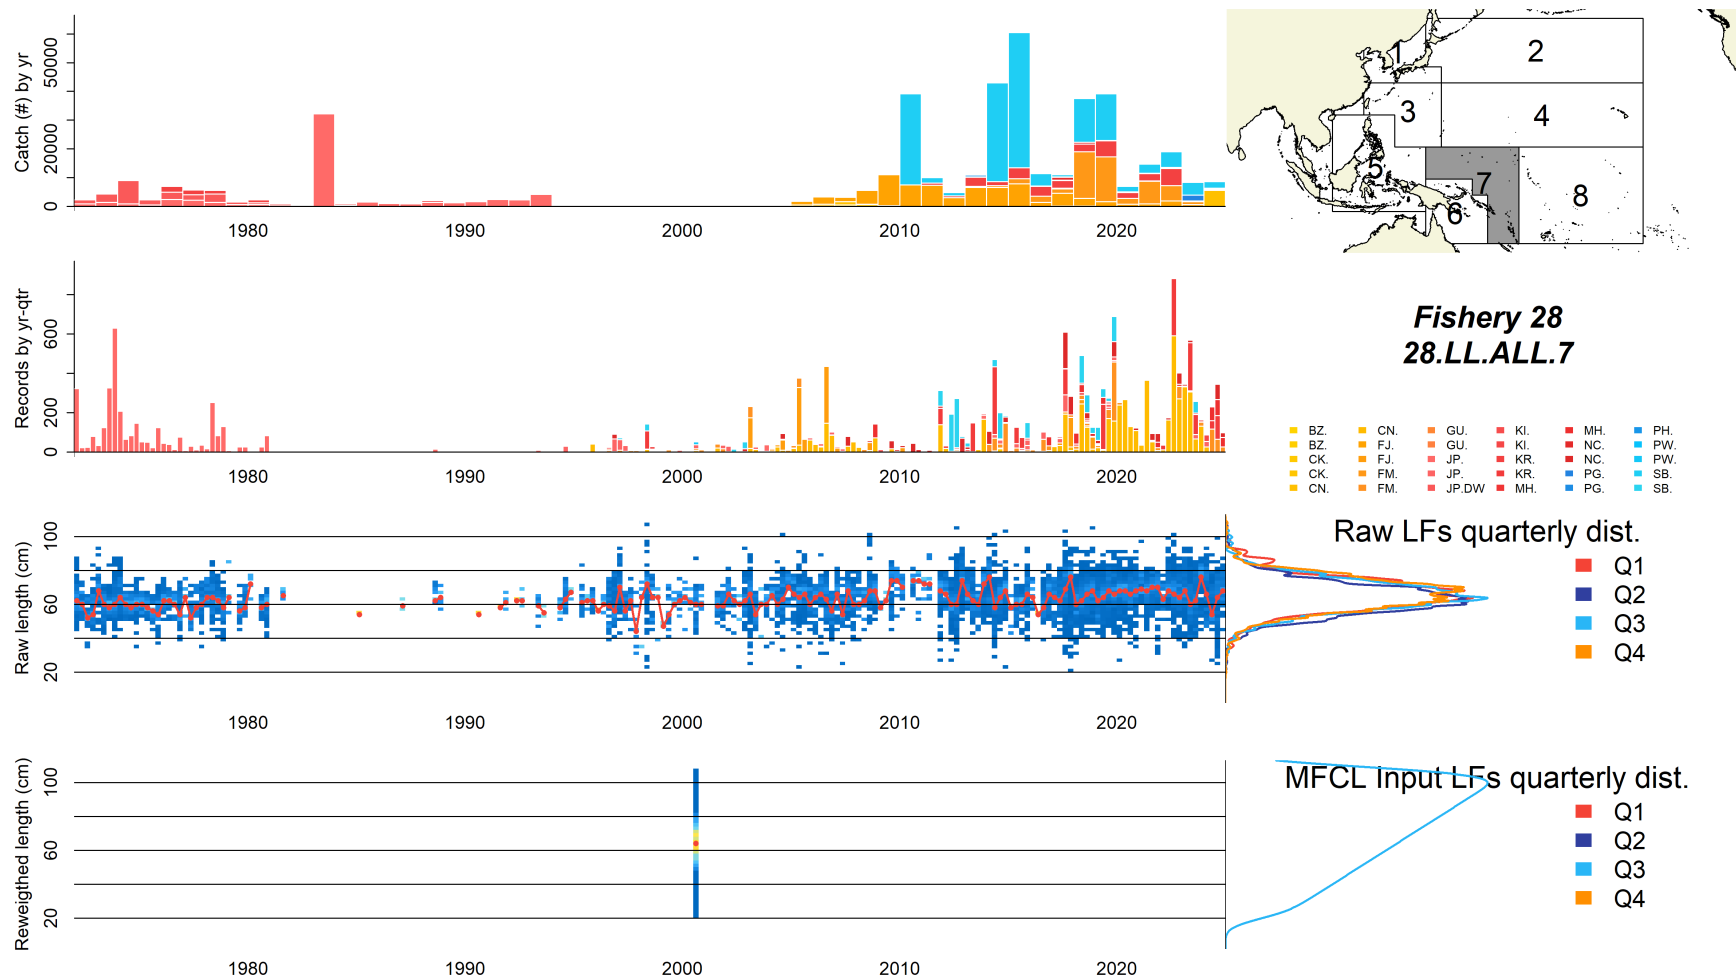 Catch (#) by yr
0
20000
50000
1980
1990
2000
2010
2020
1
2
3
4
5
6
7
8
Records by yr-qtr
0
200
600
1980
1990
2000
2010
2020
Fishery 28
28.LL.ALL.7
BZ. CN. GU. KI. MH. PH.
BZ. FJ. GU. KI. NC. PW.
CK. FJ. JP. KR. NC. PW.
CK. FM. JP. KR. PG. SB.
CN. FM. JP.DW MH. PG. SB.
Raw length (cm)
20
60
100
1980
1990
2000
2010
2020
Raw LFs quarterly dist.
Q1
Q2
Q3
Q4
Reweigthed length (cm)
20
60
100
1980
1990
2000
2010
2020
MFCL Input LFs quarterly dist.
Q1
Q2
Q3
Q4